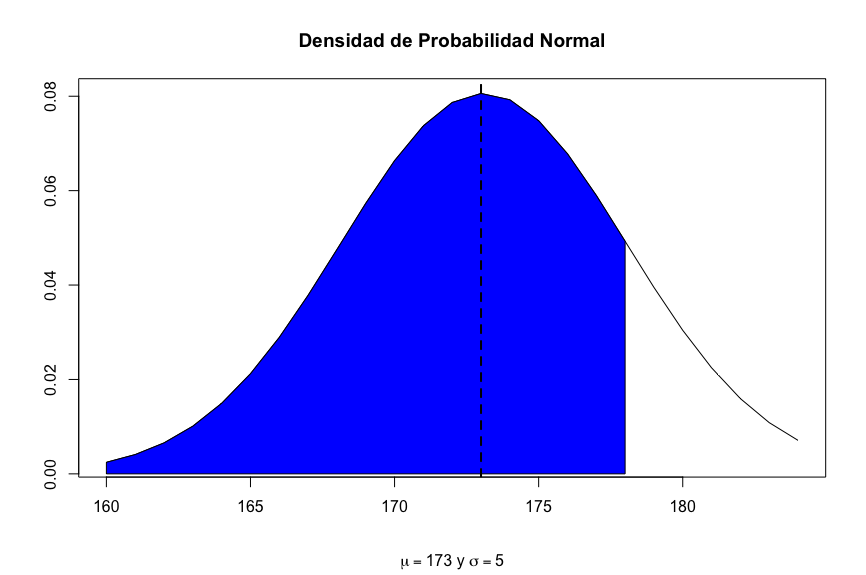 Densidad de Probabilidad Normal
0.08
0.06
0.04
0.02
0.00
160 165 170 175 180
μ = 173 y σ = 5